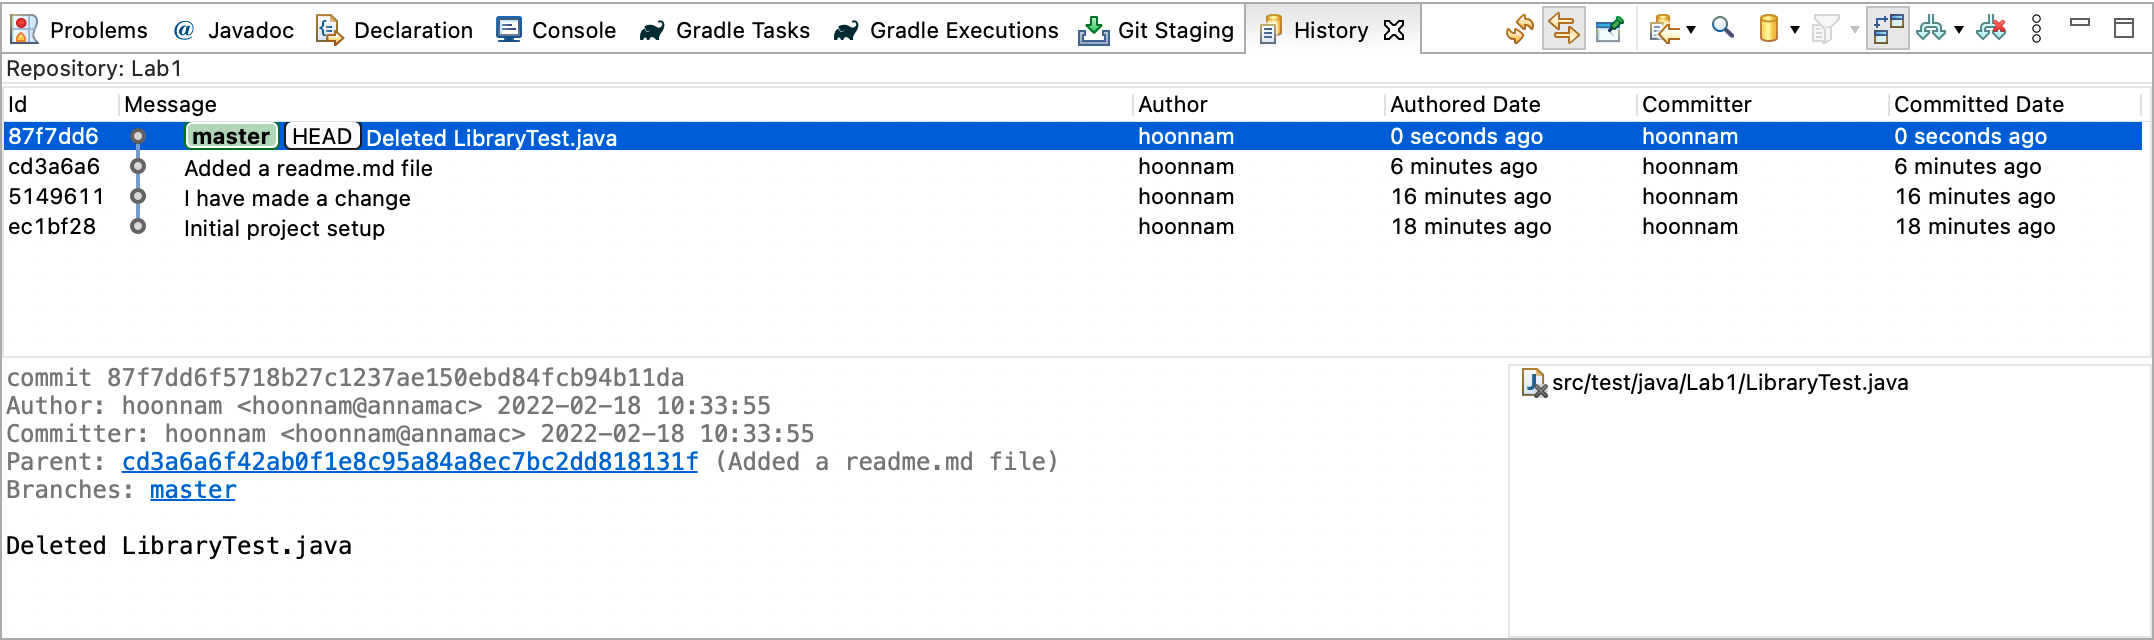 Problems @ Javadoc Declaration Console Gradle Tasks Gradle Executions Git Staging History
Repository: Lab1
Id Message Author Authored Date Committer Committed Date
87f7dd6 master HEAD Deleted LibraryTest.java hoonnam 0 seconds ago hoonnam 0 seconds ago
cd3a6a6 Added a readme.md file hoonnam 6 minutes ago hoonnam 6 minutes ago
5149611 I have made a change hoonnam 16 minutes ago hoonnam 16 minutes ago
ec1bf28 Initial project setup hoonnam 18 minutes ago hoonnam 18 minutes ago
commit 87f7dd6f5718b27c1237ae150ebd84fcb94b11da
Author: hoonnam <hoonnam@annamac> 2022-02-18 10:33:55
Committer: hoonnam <hoonnam@annamac> 2022-02-18 10:33:55
Parent: cd3a6a6f42ab0f1e8c95a84a8ec7bc2dd818131f (Added a readme.md file)
Branches: master
Deleted LibraryTest.java
src/test/java/Lab1/LibraryTest.java